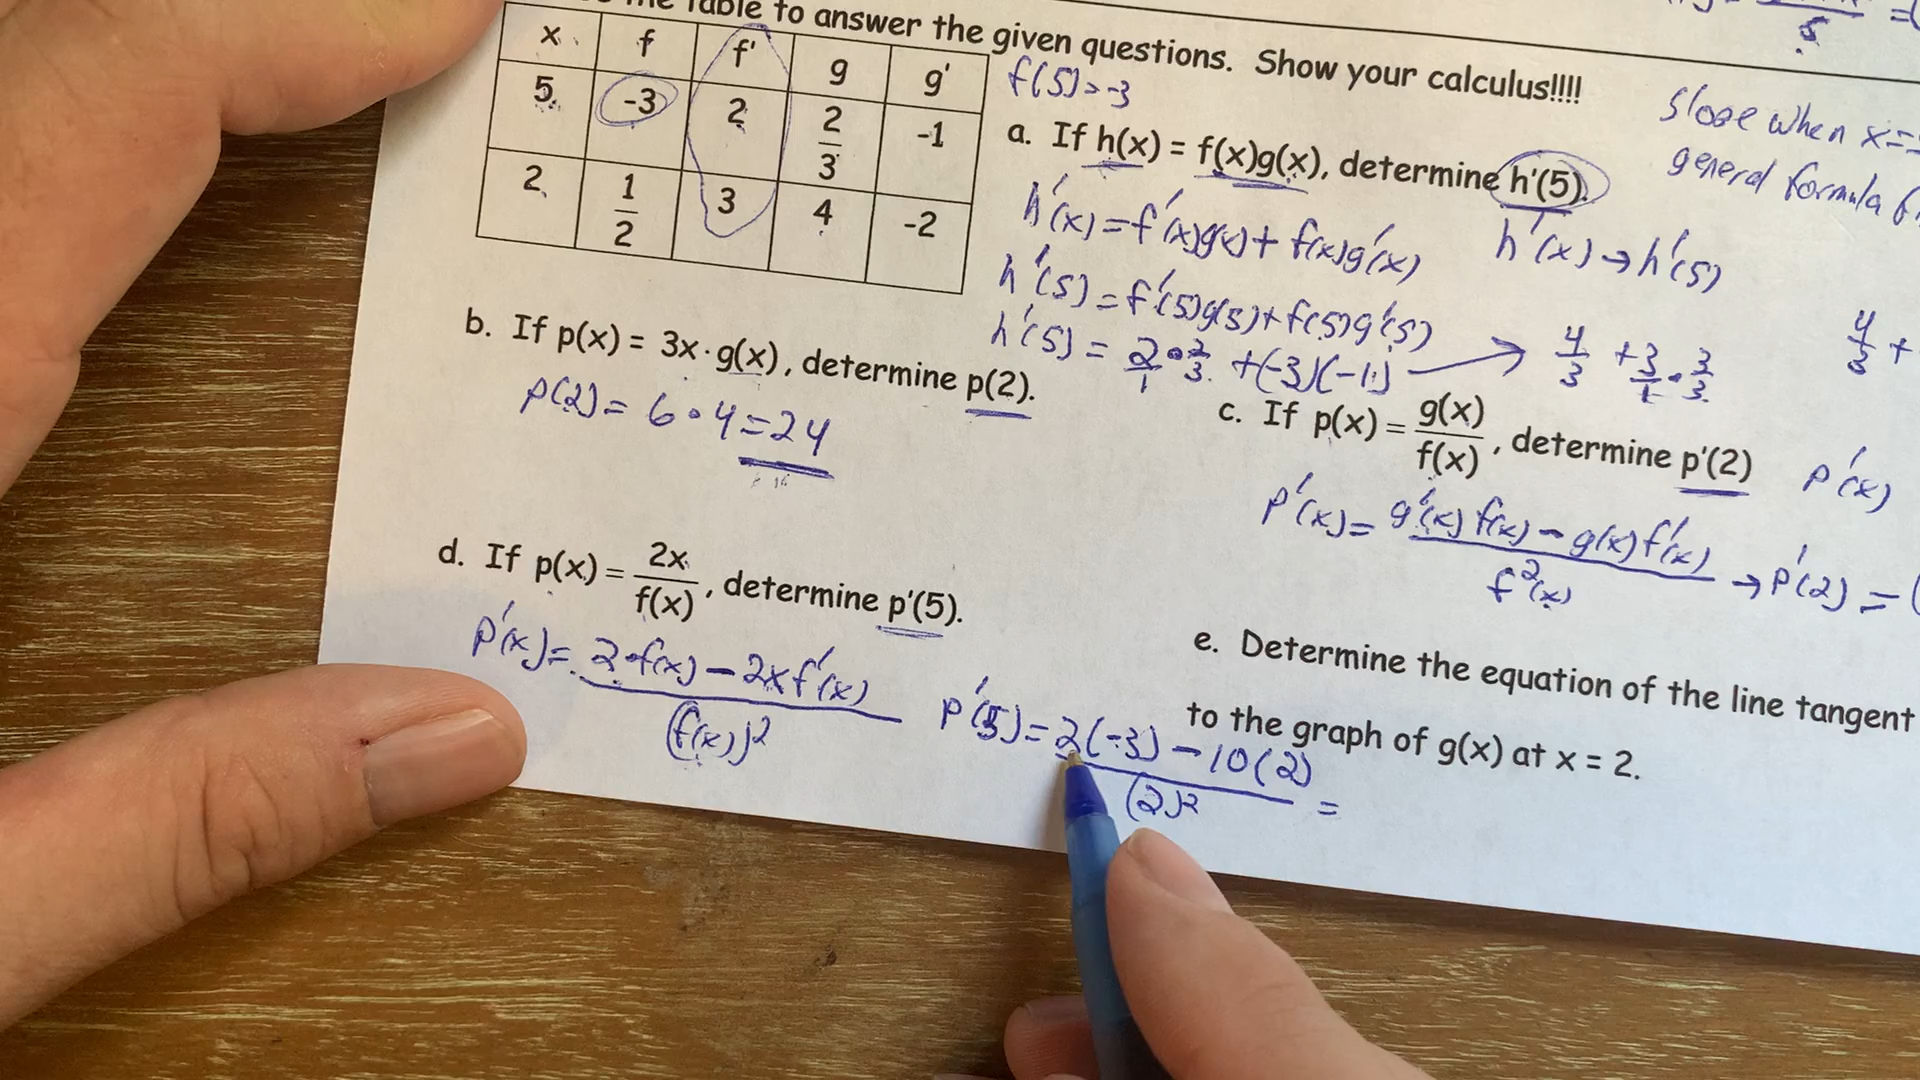 the Table to answer the given questions. Show your calculus!!!!
x f f' g g'
5 -3 2 2/3 -1
2 1/2 3 4 -2
f(5)=-3
slope when x=
general formula
a. If h(x) = f(x)g(x), determine h'(5).
h'(x)=f'(x)g(x)+f(x)g'(x)
h'(x)→h'(5)
h'(5)=f'(5)g(5)+f(5)g'(5)
h'(5)=2/1•2/3+(-3)(-1)→4/3+3/1•3/3
4/3+
b. If p(x) = 3x·g(x), determine p(2).
p(2)=6•4=24
c. If p(x) = g(x)/f(x), determine p'(2)
p'(x)
p'(x)=g'(x)f(x)-g(x)f'(x)/f²(x)→p'(2)=(
d. If p(x) = 2x/f(x), determine p'(5).
p'(x)=2•f(x)-2xf'(x)/(f(x))²
p'(5)=2(-3)-10(2)/(2)²=
e. Determine the equation of the line tangent
to the graph of g(x) at x = 2.